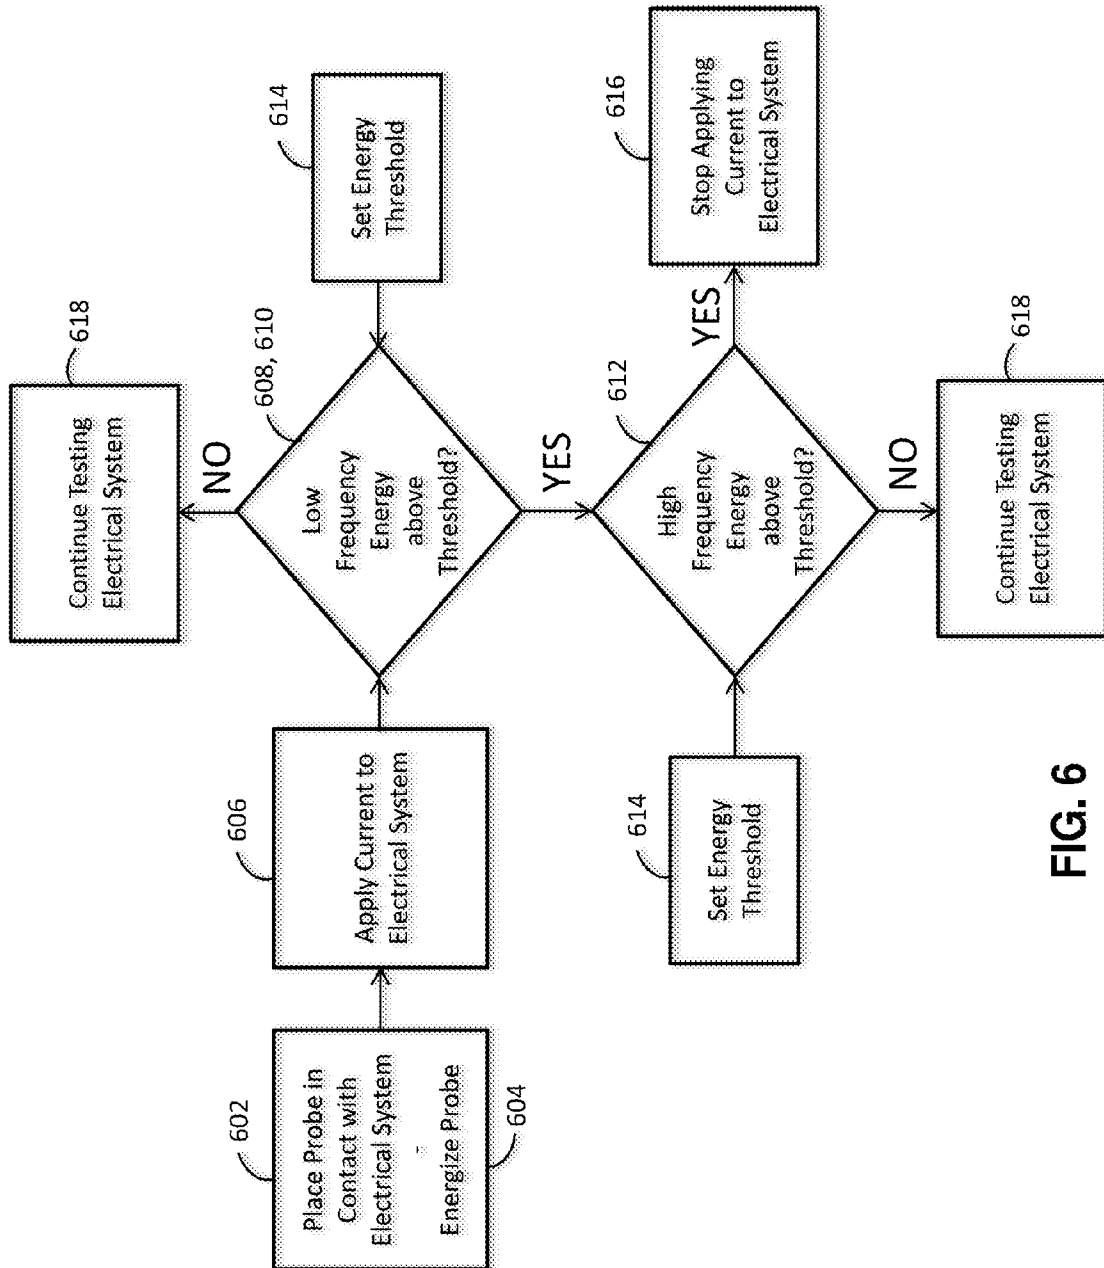 602
Place Probe in
Contact with
Electrical System
-
Energize Probe
604
606
Apply Current to
Electrical System
618
Continue Testing
Electrical System
NO
608, 610
Low
Frequency
Energy
above
Threshold?
614
Set Energy
Threshold
YES
614
Set Energy
Threshold
612
High
Frequency
Energy
above
Threshold?
YES
616
Stop Applying
Current to
Electrical System
NO
618
Continue Testing
Electrical System
FIG. 6